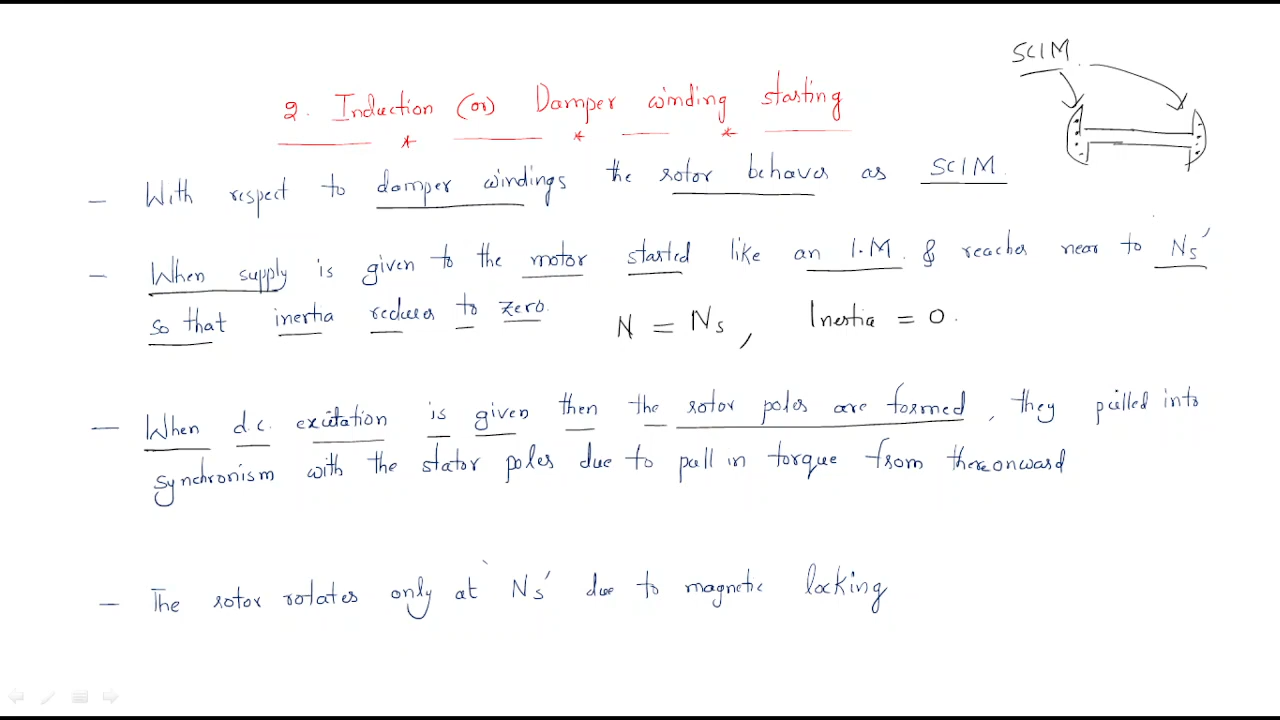 SCIM
2. Induction (or) Damper winding starting
- With respect to damper windings the rotor behaves as SCIM
- When supply is given to the motor started like an I.M & reaches near to 'Ns'
so that inertia reduces to zero.
N = Ns, Inertia = 0.
- When d.c. excitation is given then the rotor poles are formed, they pulled into
synchronism with the stator poles due to pull in torque from thereonward
- The rotor rotates only at 'Ns' due to magnetic locking